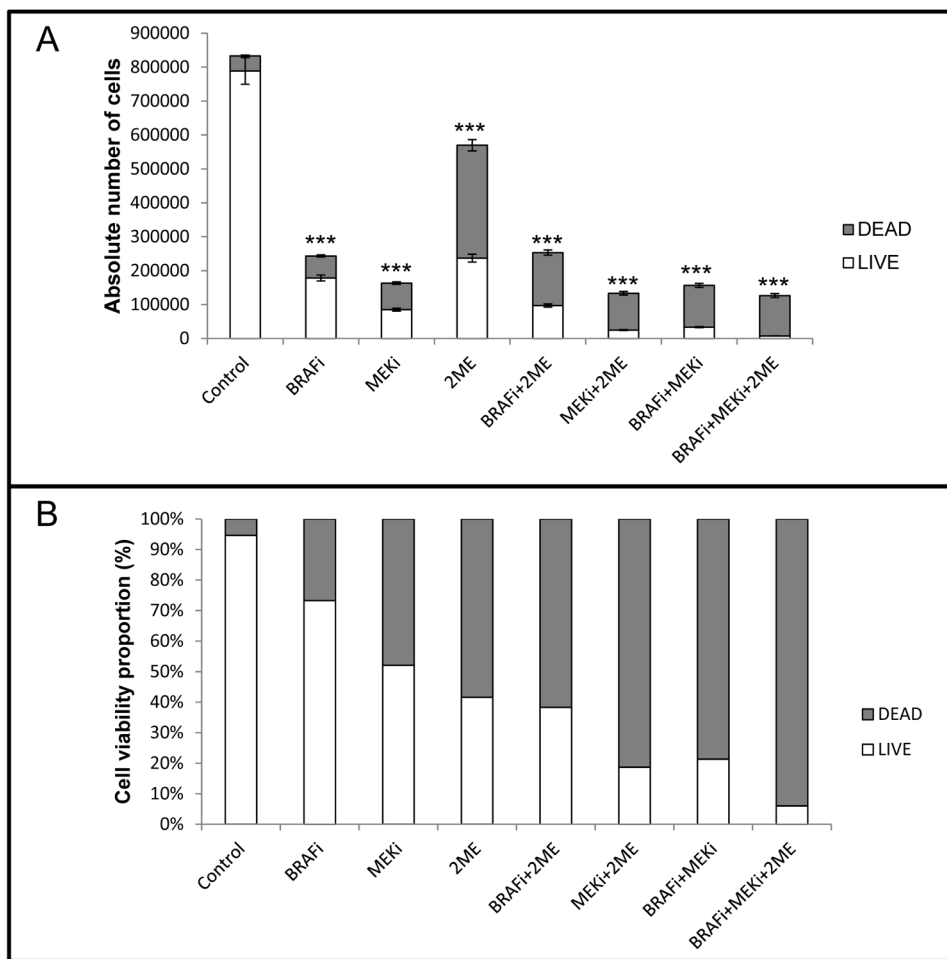 A
Absolute number of cells
900000
800000
700000
600000
500000
400000
300000
200000
100000
0
***
***
***
***
***
***
***
Control
BRAFi
MEKi
2ME
BRAFi+2ME
MEKi+2ME
BRAFi+MEKi
BRAFi+MEKi+2ME
DEAD
LIVE
B
Cell viability proportion (%)
100%
90%
80%
70%
60%
50%
40%
30%
20%
10%
0%
Control
BRAFi
MEKi
2ME
BRAFi+2ME
MEKi+2ME
BRAFi+MEKi
BRAFi+MEKi+2ME
DEAD
LIVE